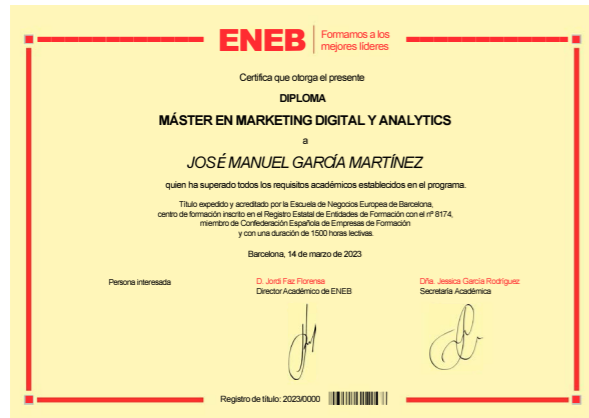 ENEB
Formamos a los
mejores líderes
Certifica que otorga el presente
DIPLOMA
MÁSTER EN MARKETING DIGITAL Y ANALYTICS
a
JOSÉ MANUEL GARCÍA MARTÍNEZ
quien ha superado todos los requisitos académicos establecidos en el programa.
Título expedido y acreditado por la Escuela de Negocios Europea de Barcelona,
centro de formación inscrito en el Registro Estatal de Entidades de Formación con el nº 8174,
miembro de Confederación Española de Empresas de Formación
y con una duración de 1500 horas lectivas.
Barcelona, 14 de marzo de 2023
Persona interesada
D. Jordi Faz Florensa
Director Académico de ENEB
Dña. Jessica García Rodríguez
Secretaría Académica
Registro de título: 2023/0000